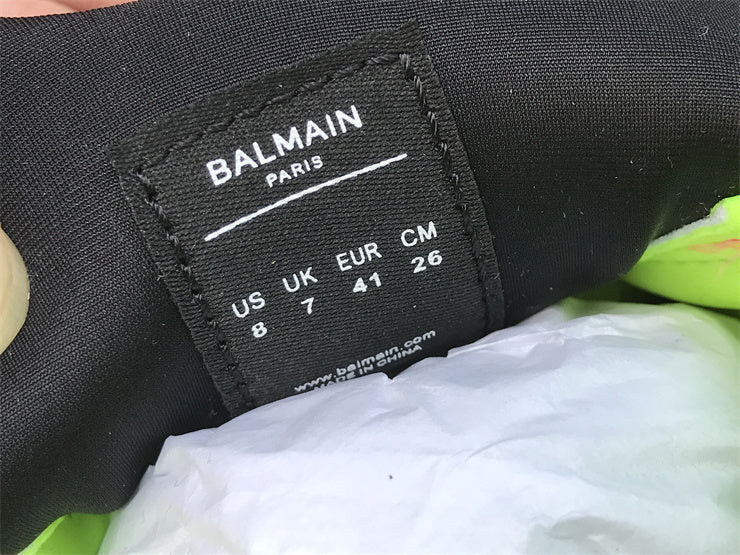 BALMAIN
PARIS
US UK EUR CM
8 7 41 26
www.balmain.com
MADE IN CHINA